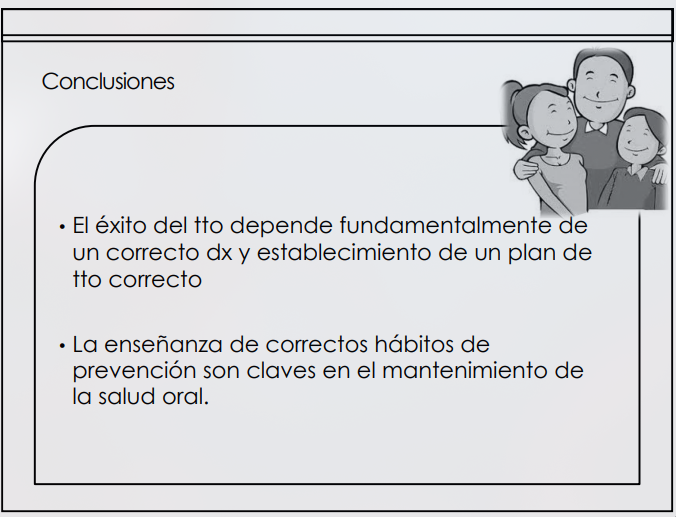 Conclusiones
• El éxito del tto depende fundamentalmente de
un correcto dx y establecimiento de un plan de
tto correcto
• La enseñanza de correctos hábitos de
prevención son claves en el mantenimiento de
la salud oral.